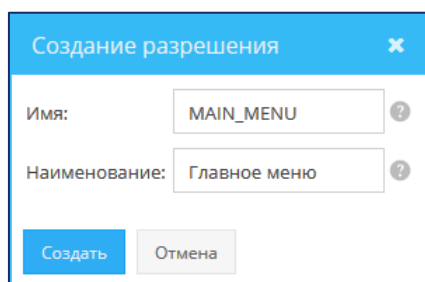 Создание разрешения
Имя: MAIN_MENU
Наименование: Главное меню
Создать Отмена